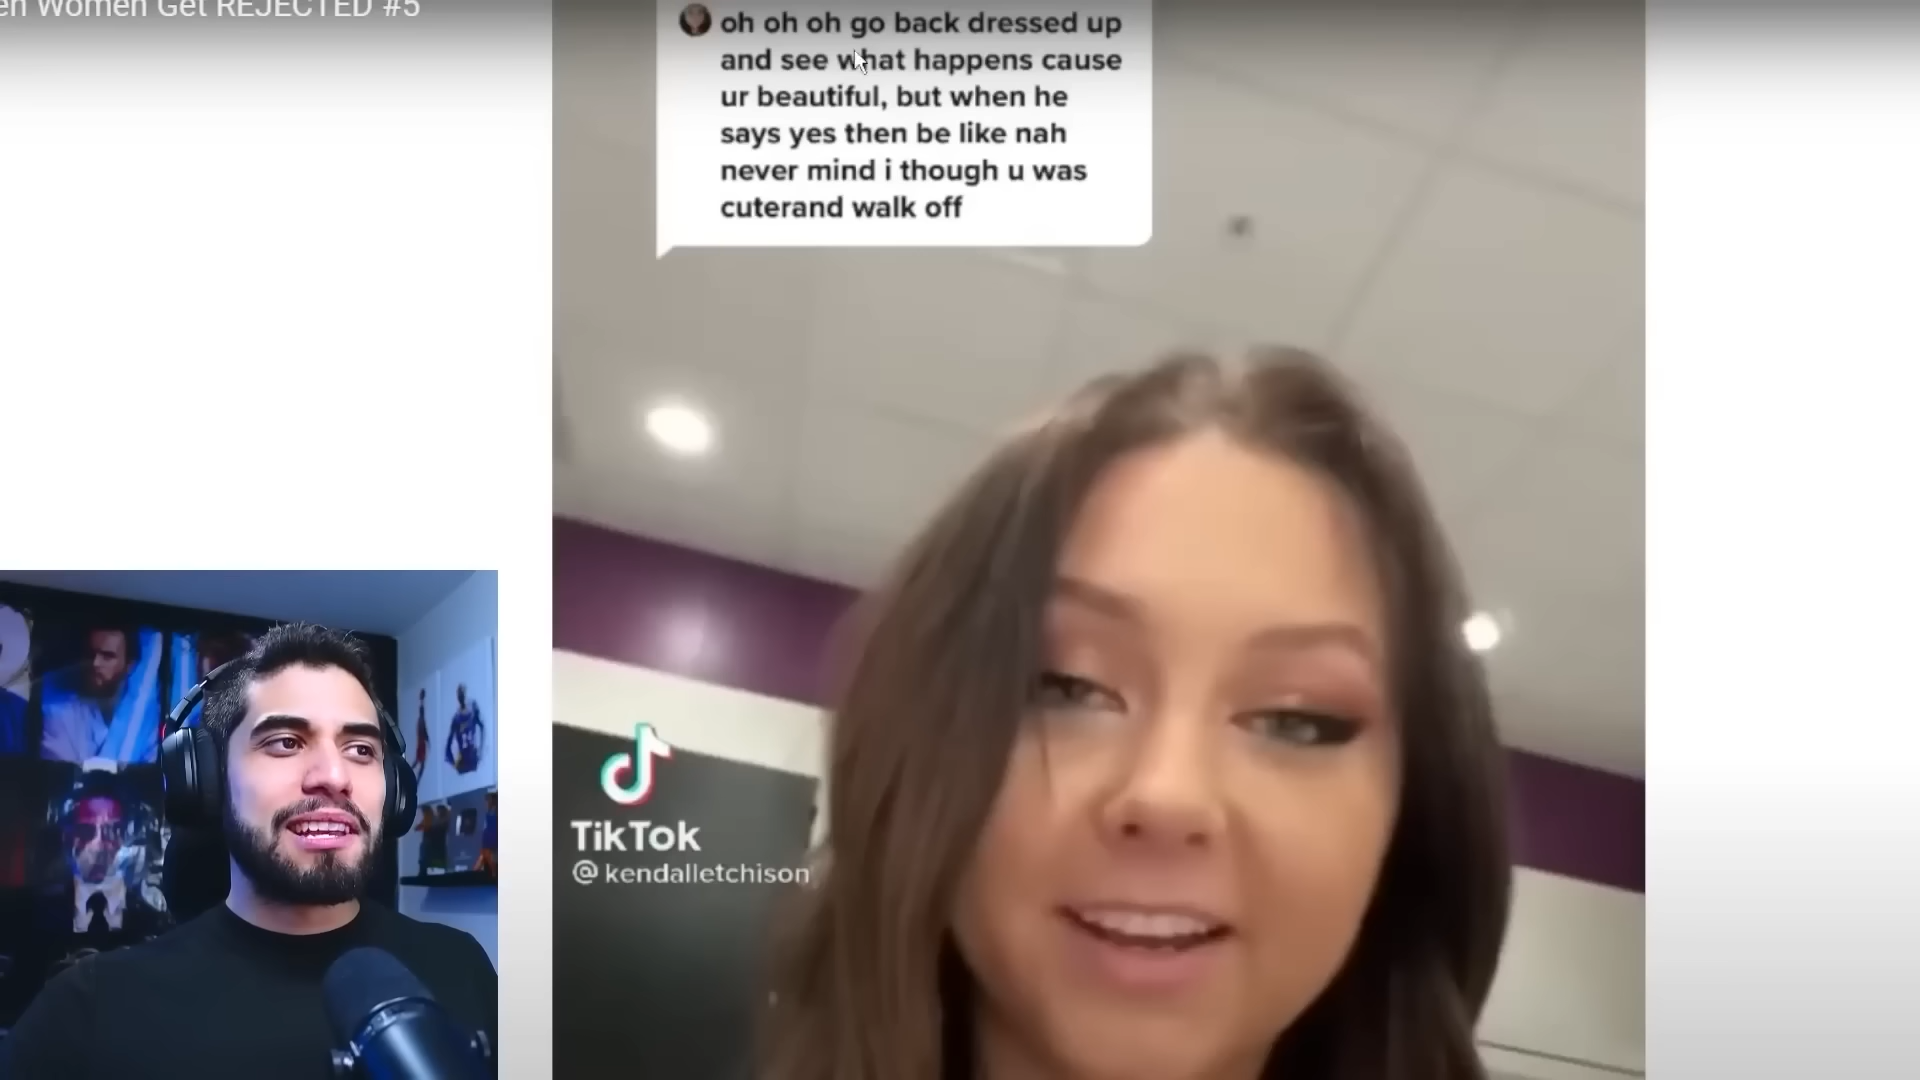 en Women Get REJECTED #5
oh oh oh go back dressed up
and see what happens cause
ur beautiful, but when he
says yes then be like nah
never mind i though u was
cuterand walk off
TikTok
@kendalletchison